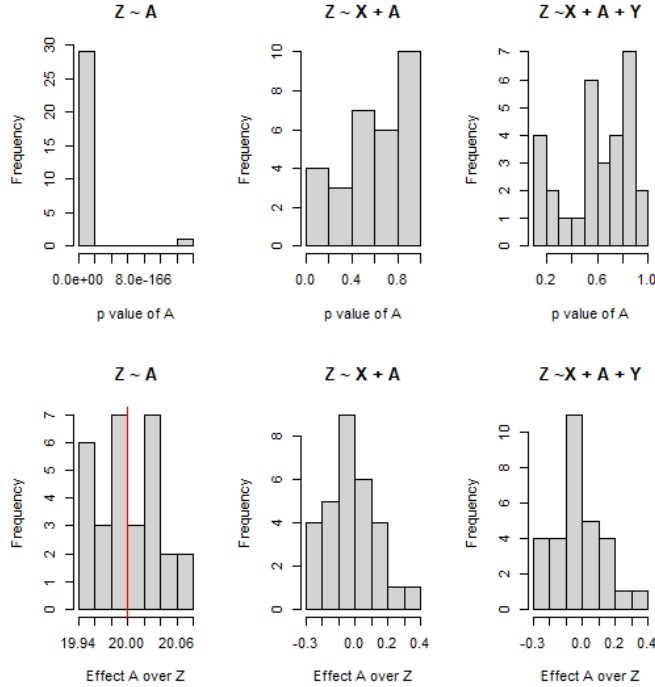 Z ~ A
Z ~ X + A
Z ~X + A + Y
Frequency
0 5 10 15 20 25 30
0.0e+00 8.0e-166
p value of A
Frequency
0 2 4 6 8 10
0.0 0.4 0.8
p value of A
Frequency
0 1 2 3 4 5 6 7
0.2 0.6 1.0
p value of A
Z ~ A
Z ~ X + A
Z ~X + A + Y
Frequency
0 1 2 3 4 5 6 7
19.94 20.00 20.06
Effect A over Z
Frequency
0 2 4 6 8
-0.3 0.0 0.2 0.4
Effect A over Z
Frequency
0 2 4 6 8 10
-0.3 0.0 0.2 0.4
Effect A over Z